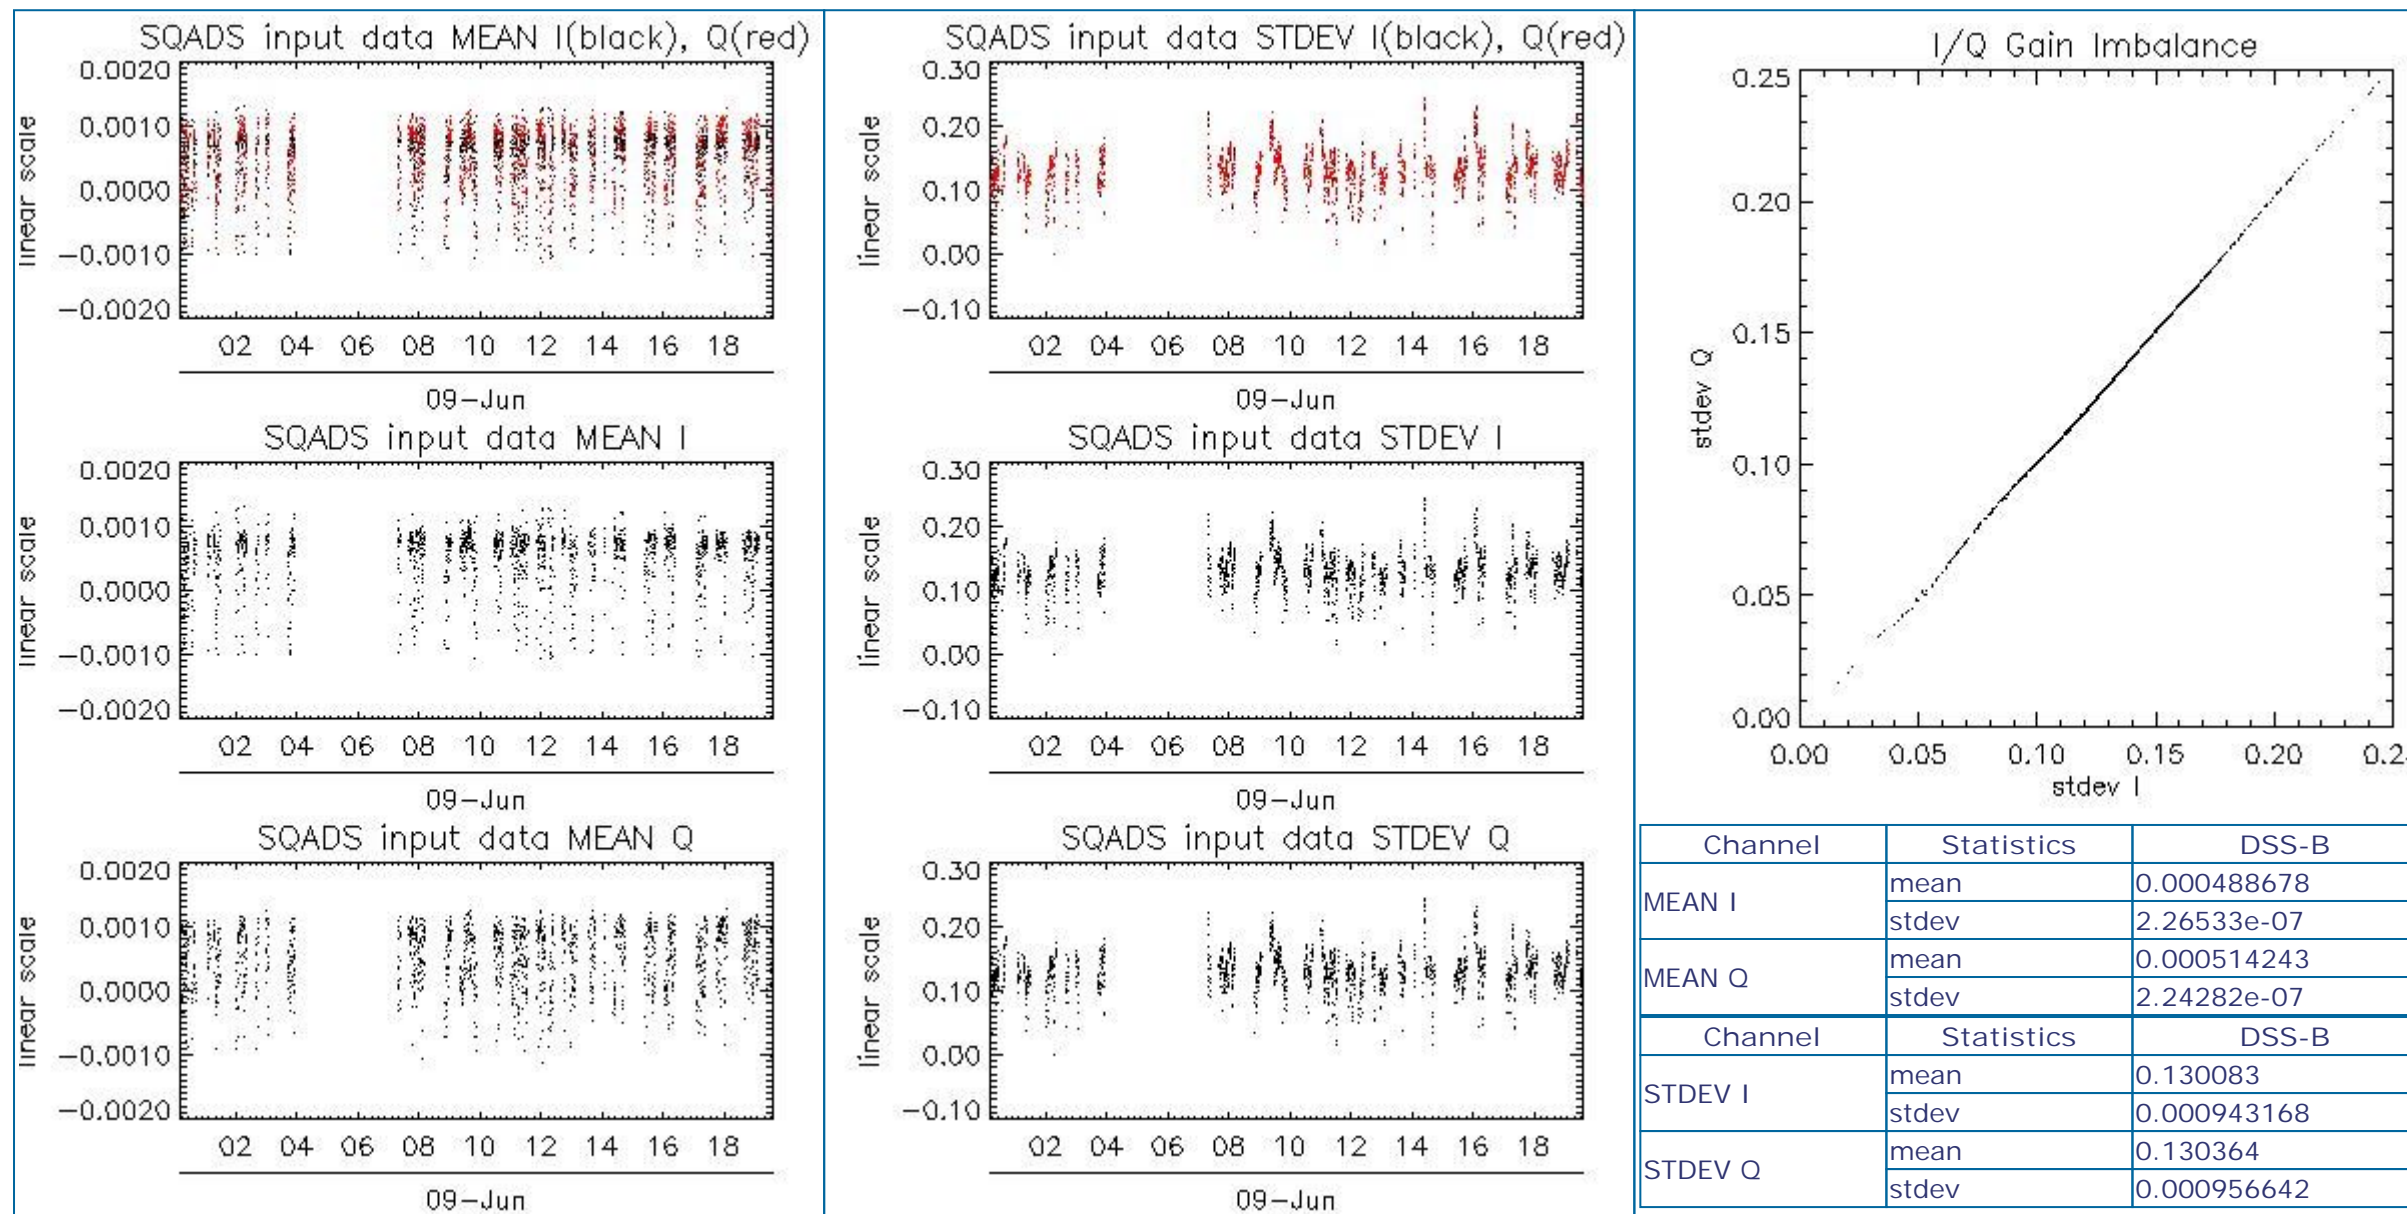 SQADS input data MEAN I(black), Q(red)
0.0020
0.0010
0.0000
−0.0010
−0.0020
linear scale
02 04 06 08 10 12 14 16 18
09−Jun
SQADS input data MEAN I
0.0020
0.0010
0.0000
−0.0010
−0.0020
linear scale
02 04 06 08 10 12 14 16 18
09−Jun
SQADS input data MEAN Q
0.0020
0.0010
0.0000
−0.0010
−0.0020
linear scale
02 04 06 08 10 12 14 16 18
09−Jun
SQADS input data STDEV I(black), Q(red)
0.30
0.20
0.10
0.00
−0.10
linear scale
02 04 06 08 10 12 14 16 18
09−Jun
SQADS input data STDEV I
0.30
0.20
0.10
0.00
−0.10
linear scale
02 04 06 08 10 12 14 16 18
09−Jun
SQADS input data STDEV Q
0.30
0.20
0.10
0.00
−0.10
linear scale
02 04 06 08 10 12 14 16 18
09−Jun
I/Q Gain Imbalance
0.25
0.20
0.15
0.10
0.05
0.00
stdev Q
0.00 0.05 0.10 0.15 0.20
stdev I
Channel Statistics DSS-B
MEAN I mean 0.000488678
stdev 2.26533e-07
MEAN Q mean 0.000514243
stdev 2.24282e-07
Channel Statistics DSS-B
STDEV I mean 0.130083
stdev 0.000943168
STDEV Q mean 0.130364
stdev 0.000956642